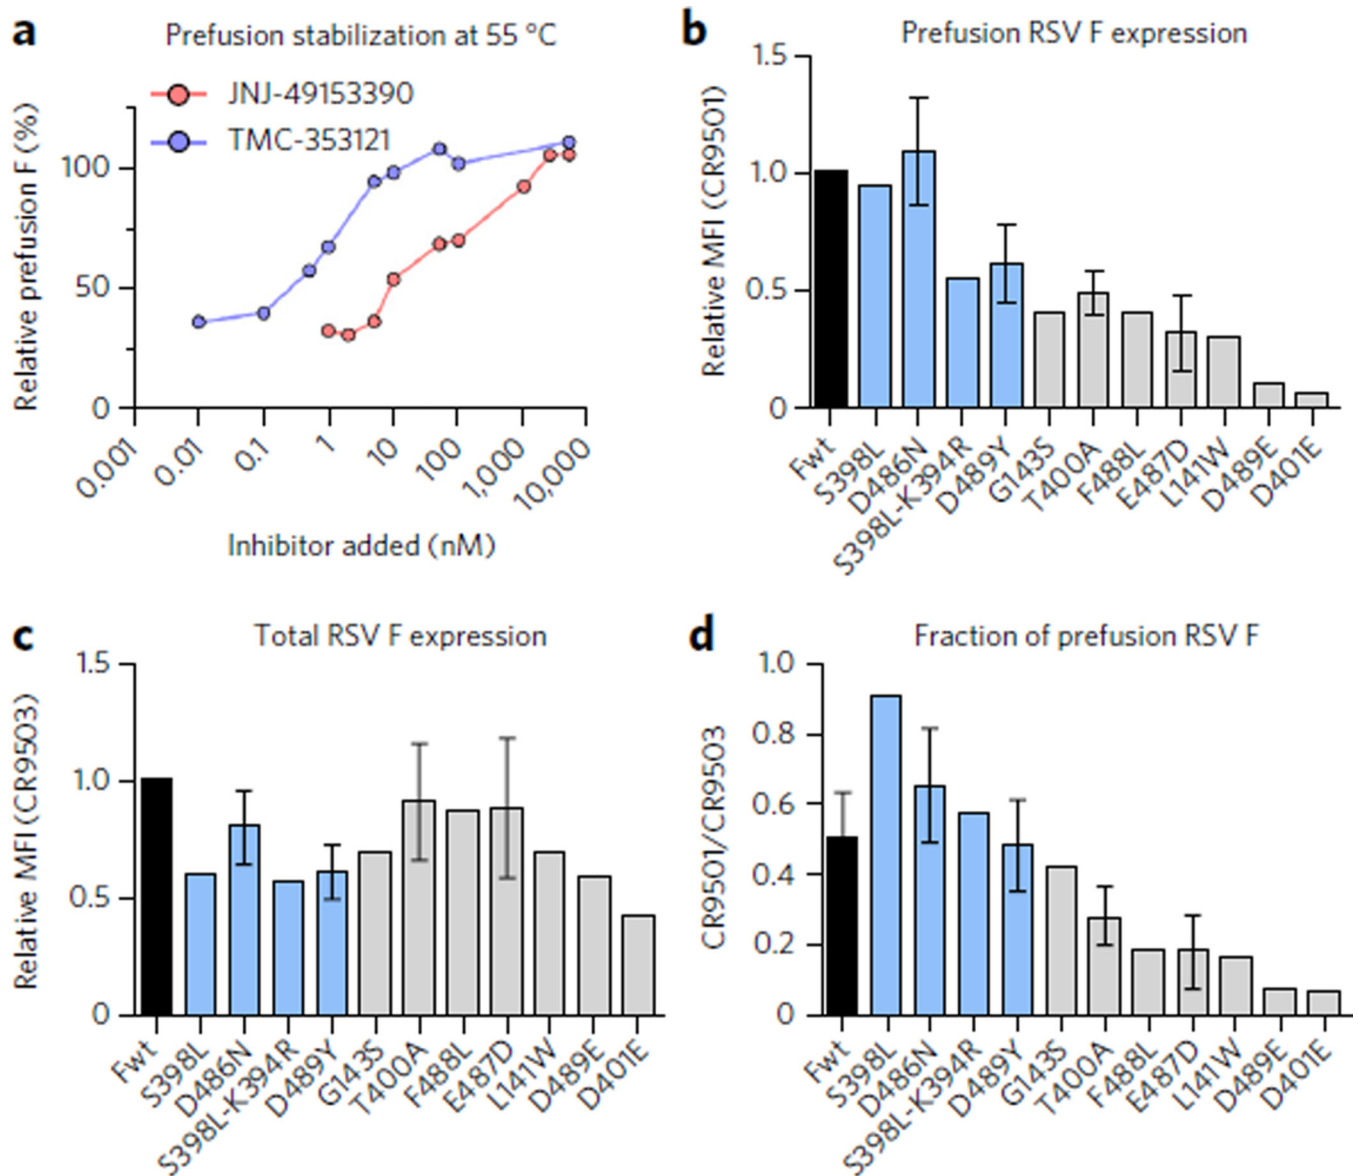 a
Prefusion stabilization at 55 °C
JNJ-49153390
TMC-353121
Relative prefusion F (%)
100
50
0
0.001
0.01
0.1
1
10
100
1,000
10,000
Inhibitor added (nM)
b
Prefusion RSV F expression
Relative MFI (CR9501)
1.5
1.0
0.5
0
Fwt
S398L
D486N
S398L-K394R
D489Y
G143S
T400A
F488L
E487D
L141W
D489E
D401E
c
Total RSV F expression
Relative MFI (CR9503)
1.5
1.0
0.5
0
Fwt
S398L
D486N
S398L-K394R
D489Y
G143S
T400A
F488L
E487D
L141W
D489E
D401E
d
Fraction of prefusion RSV F
CR9501/CR9503
1.0
0.8
0.6
0.4
0.2
0
Fwt
S398L
D486N
S398L-K394R
D489Y
G143S
T400A
F488L
E487D
L141W
D489E
D401E